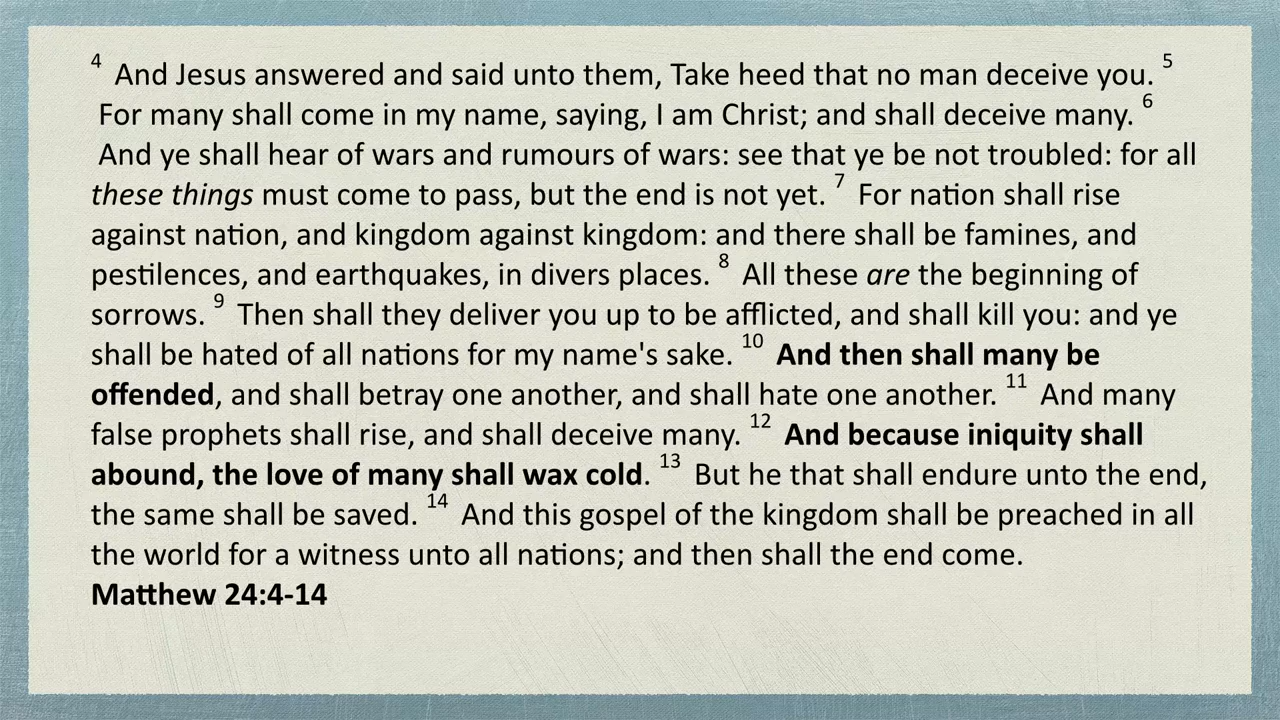 4 And Jesus answered and said unto them, Take heed that no man deceive you. 5
For many shall come in my name, saying, I am Christ; and shall deceive many. 6
And ye shall hear of wars and rumours of wars: see that ye be not troubled: for all
these things must come to pass, but the end is not yet. 7 For nation shall rise
against nation, and kingdom against kingdom: and there shall be famines, and
pestilences, and earthquakes, in divers places. 8 All these are the beginning of
sorrows. 9 Then shall they deliver you up to be afflicted, and shall kill you: and ye
shall be hated of all nations for my name's sake. 10 And then shall many be
offended, and shall betray one another, and shall hate one another. 11 And many
false prophets shall rise, and shall deceive many. 12 And because iniquity shall
abound, the love of many shall wax cold. 13 But he that shall endure unto the end,
the same shall be saved. 14 And this gospel of the kingdom shall be preached in all
the world for a witness unto all nations; and then shall the end come.
Matthew 24:4-14